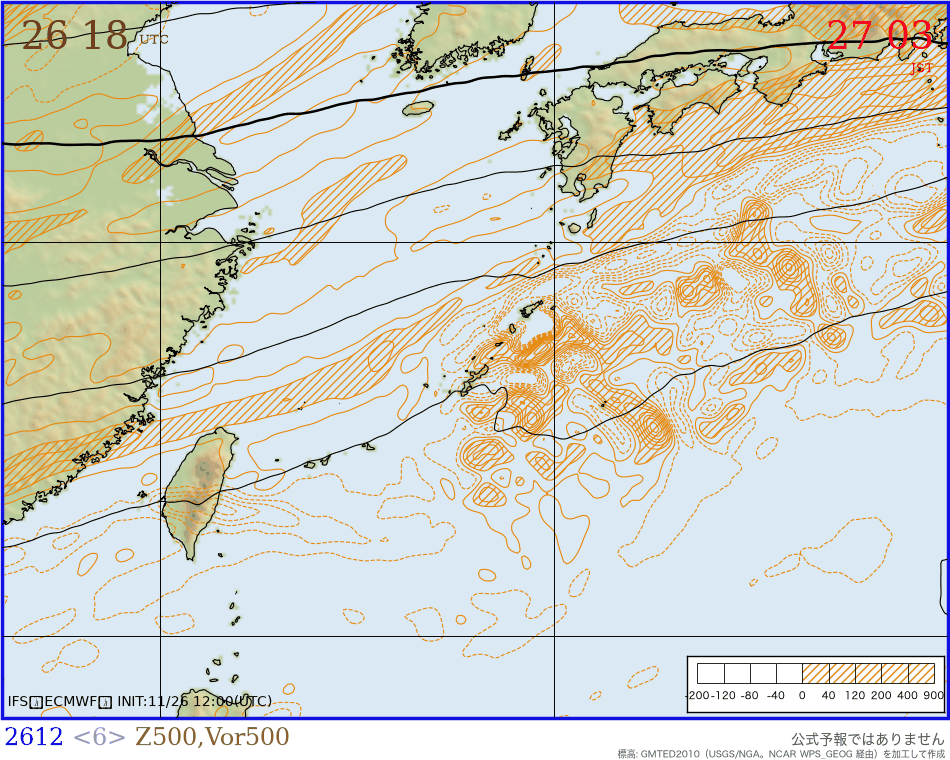 26 18 UTC
27 03
JST
-200 -120 -80 -40 0 40 120 200 400 900
IFS ECMWF INIT:11/26 12:00(UTC)
2612 <6> Z500,Vor500
公式予報ではありません
標高: GMTED2010（USGS/NGA。NCAR WPS_GEOG 経由）を加工して作成